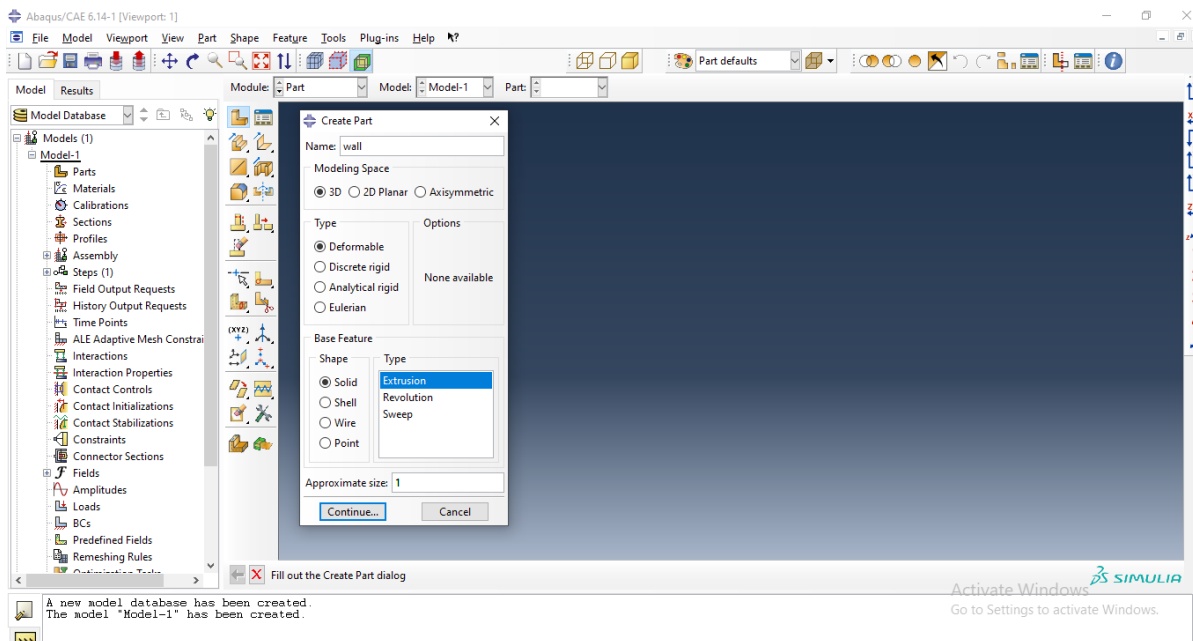 Abaqus/CAE 6.14-1 [Viewport: 1]
File Model Viewport View Part Shape Feature Tools Plug-ins Help
Part defaults
Model Results Module: Part Model: Model-1 Part:
Model Database
Models (1)
Model-1
Parts
Materials
Calibrations
Sections
Profiles
Assembly
Steps (1)
Field Output Requests
History Output Requests
Time Points
ALE Adaptive Mesh Constrai
Interactions
Interaction Properties
Contact Controls
Contact Initializations
Contact Stabilizations
Constraints
Connector Sections
Fields
Amplitudes
Loads
BCs
Predefined Fields
Remeshing Rules
(XYZ)
Create Part
Name: wall
Modeling Space
3D 2D Planar Axisymmetric
Type Options
Deformable
Discrete rigid
Analytical rigid
Eulerian
None available
Base Feature
Shape Type
Solid Extrusion
Shell Revolution
Wire Sweep
Point
Approximate size: 1
Continue... Cancel
Fill out the Create Part dialog
SIMULIA
Activate Windows
Go to Settings to activate Windows.
A new model database has been created.
The model "Model-1" has been created.